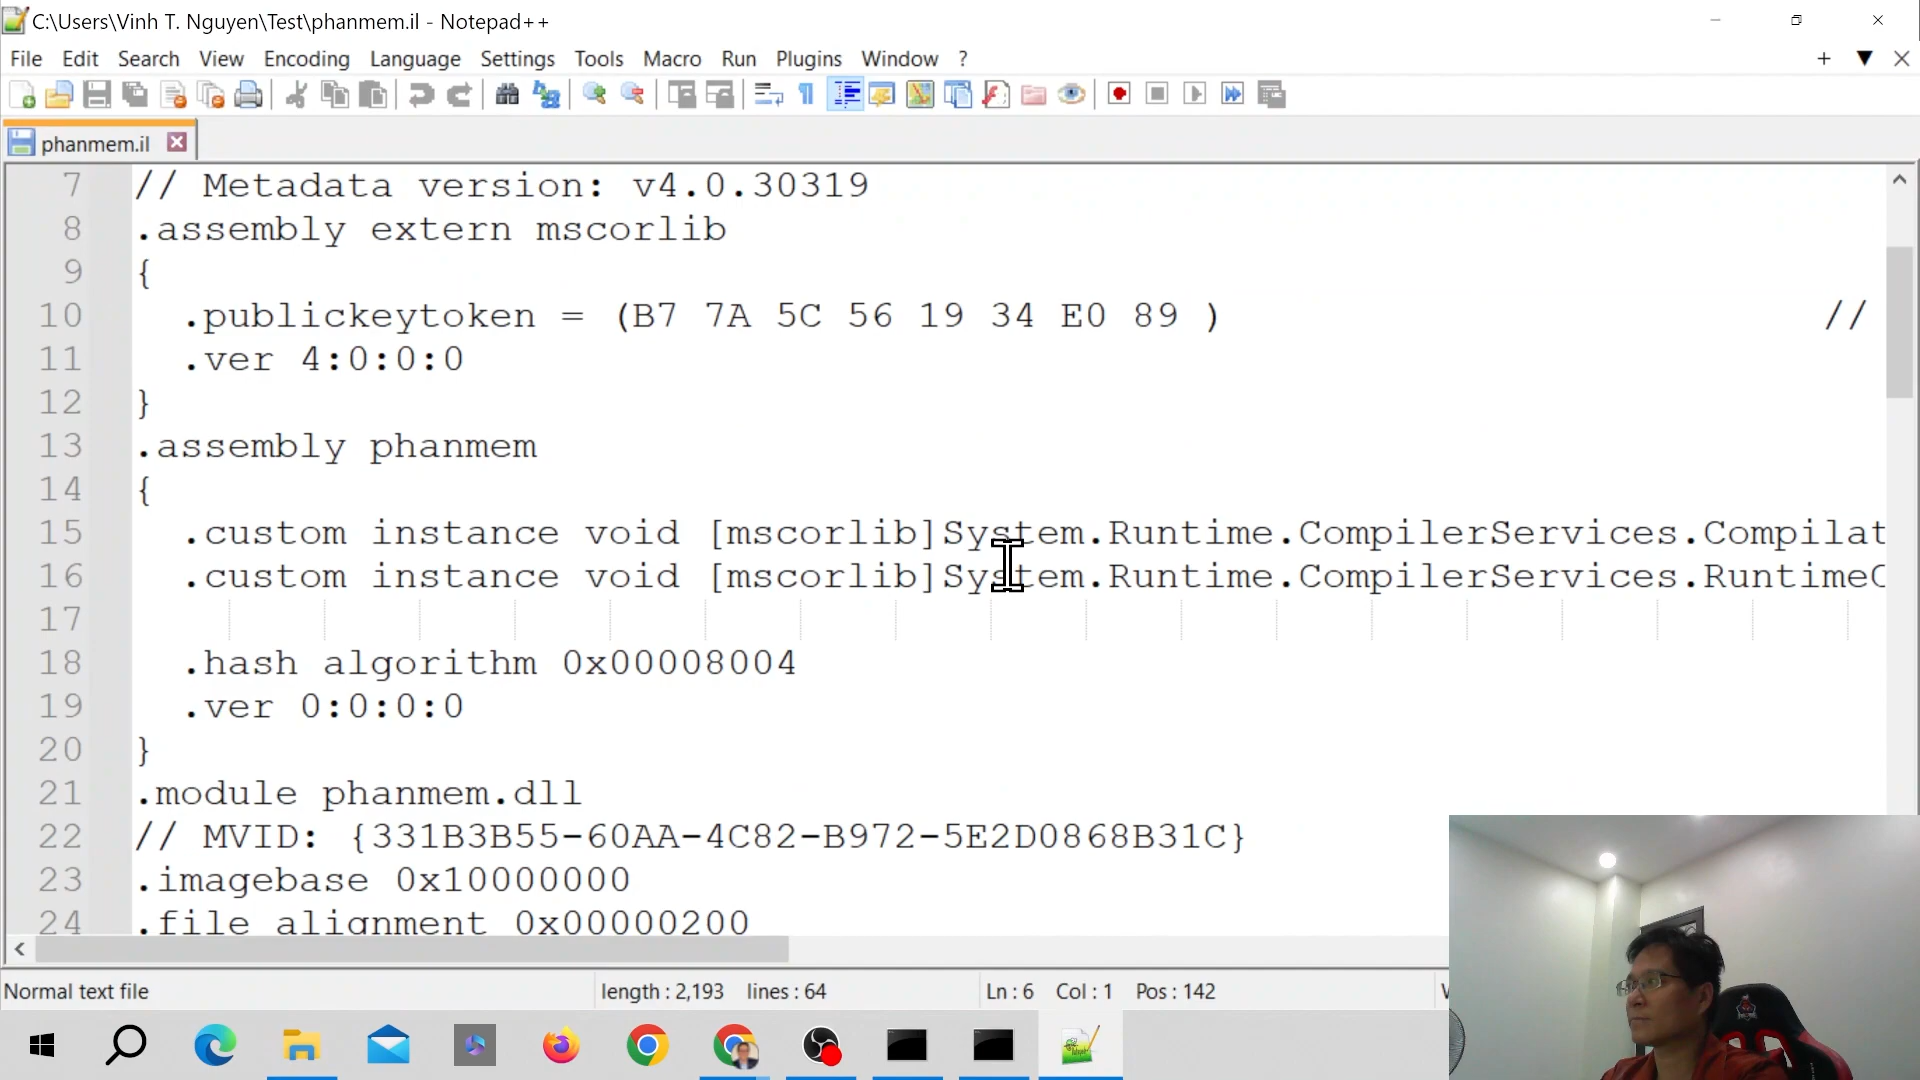 C:\Users\Vinh T. Nguyen\Test\phanmem.il - Notepad++
File Edit Search View Encoding Language Settings Tools Macro Run Plugins Window ?
phanmem.il
7 // Metadata version: v4.0.30319
8 .assembly extern mscorlib
9 {
10 .publickeytoken = (B7 7A 5C 56 19 34 E0 89 ) //
11 .ver 4:0:0:0
12 }
13 .assembly phanmem
14 {
15 .custom instance void [mscorlib]System.Runtime.CompilerServices.Compilat
16 .custom instance void [mscorlib]System.Runtime.CompilerServices.RuntimeC
17
18 .hash algorithm 0x00008004
19 .ver 0:0:0:0
20 }
21 .module phanmem.dll
22 // MVID: {331B3B55-60AA-4C82-B972-5E2D0868B31C}
23 .imagebase 0x10000000
24 .file alignment 0x00000200
Normal text file length : 2,193 lines : 64 Ln : 6 Col : 1 Pos : 142